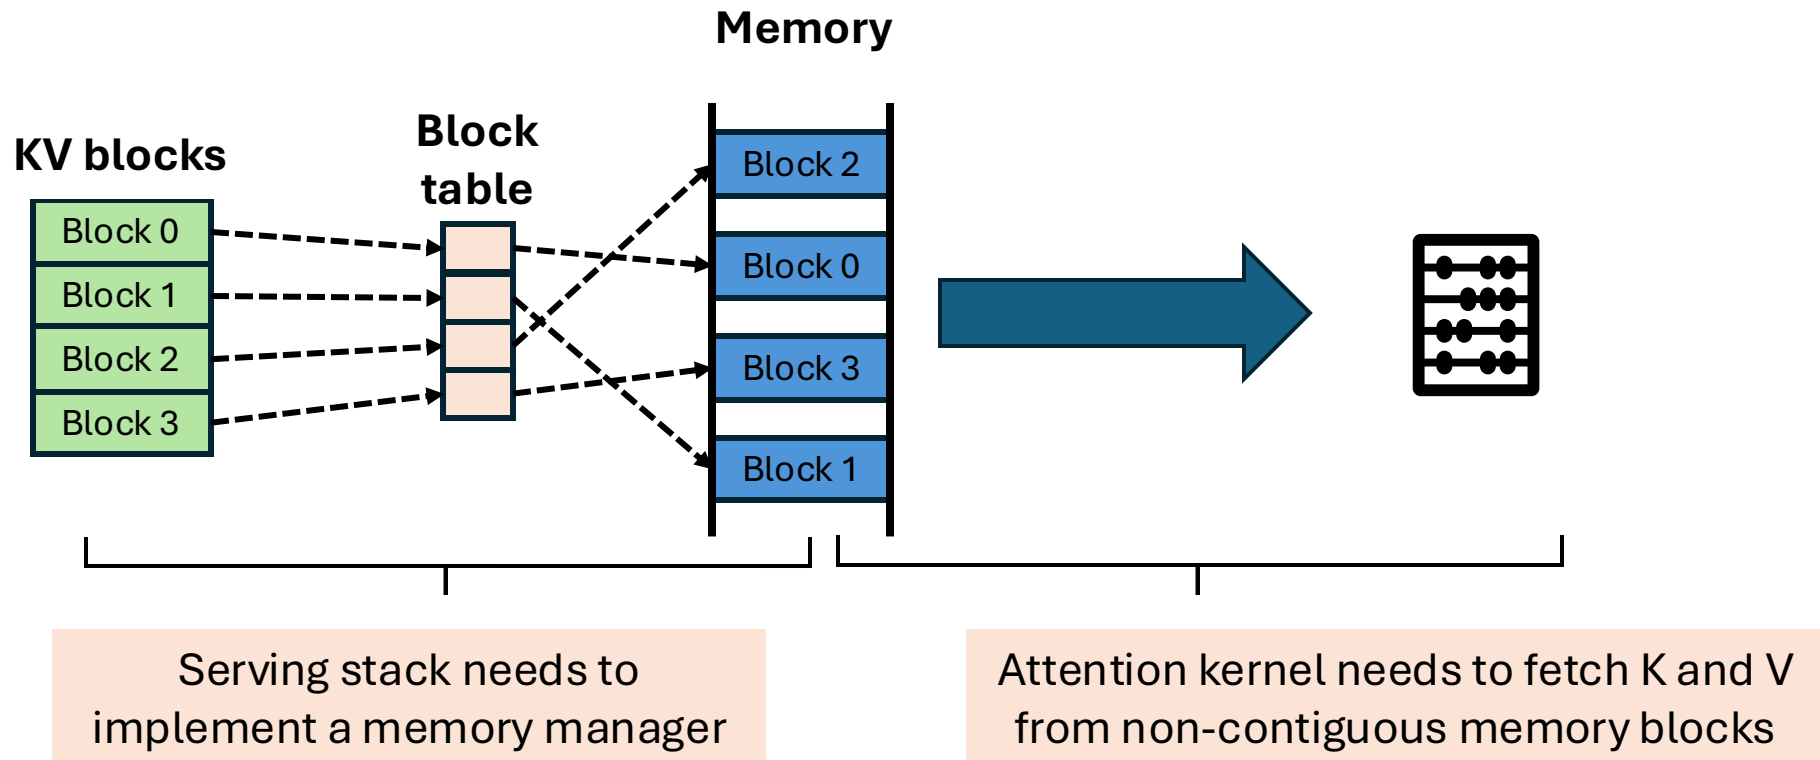 Memory
KV blocks
Block
table
Block 0
Block 1
Block 2
Block 3
Block 2
Block 0
Block 3
Block 1
Serving stack needs to
implement a memory manager
Attention kernel needs to fetch K and V
from non-contiguous memory blocks